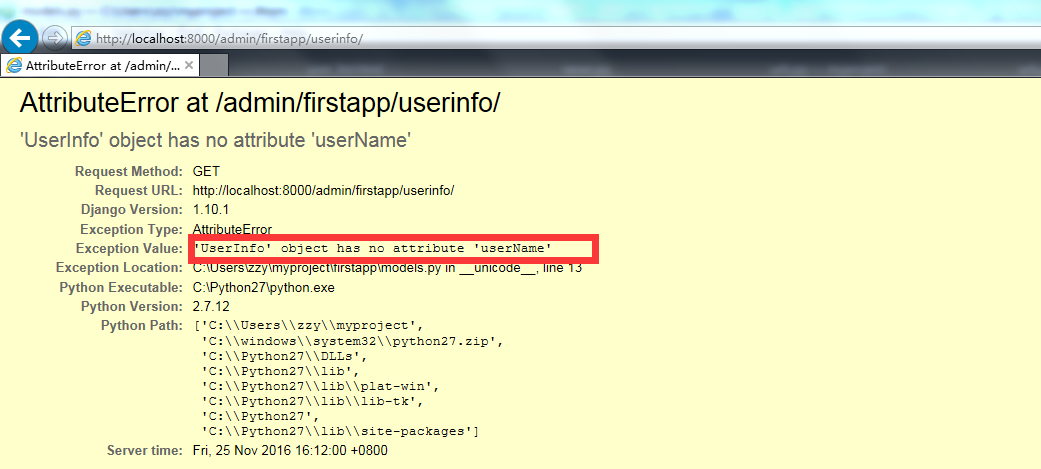 http://localhost:8000/admin/firstapp/userinfo/
AttributeError at /admin/...
AttributeError at /admin/firstapp/userinfo/
'UserInfo' object has no attribute 'userName'
Request Method: GET
Request URL: http://localhost:8000/admin/firstapp/userinfo/
Django Version: 1.10.1
Exception Type: AttributeError
Exception Value: 'UserInfo' object has no attribute 'userName'
Exception Location: C:\Users\zzy\myproject\firstapp\models.py in __unicode__, line 13
Python Executable: C:\Python27\python.exe
Python Version: 2.7.12
Python Path: ['C:\\Users\\zzy\\myproject',
'C:\\windows\\system32\\python27.zip',
'C:\\Python27\\DLLs',
'C:\\Python27\\lib',
'C:\\Python27\\lib\\plat-win',
'C:\\Python27\\lib\\lib-tk',
'C:\\Python27',
'C:\\Python27\\lib\\site-packages']
Server time: Fri, 25 Nov 2016 16:12:00 +0800